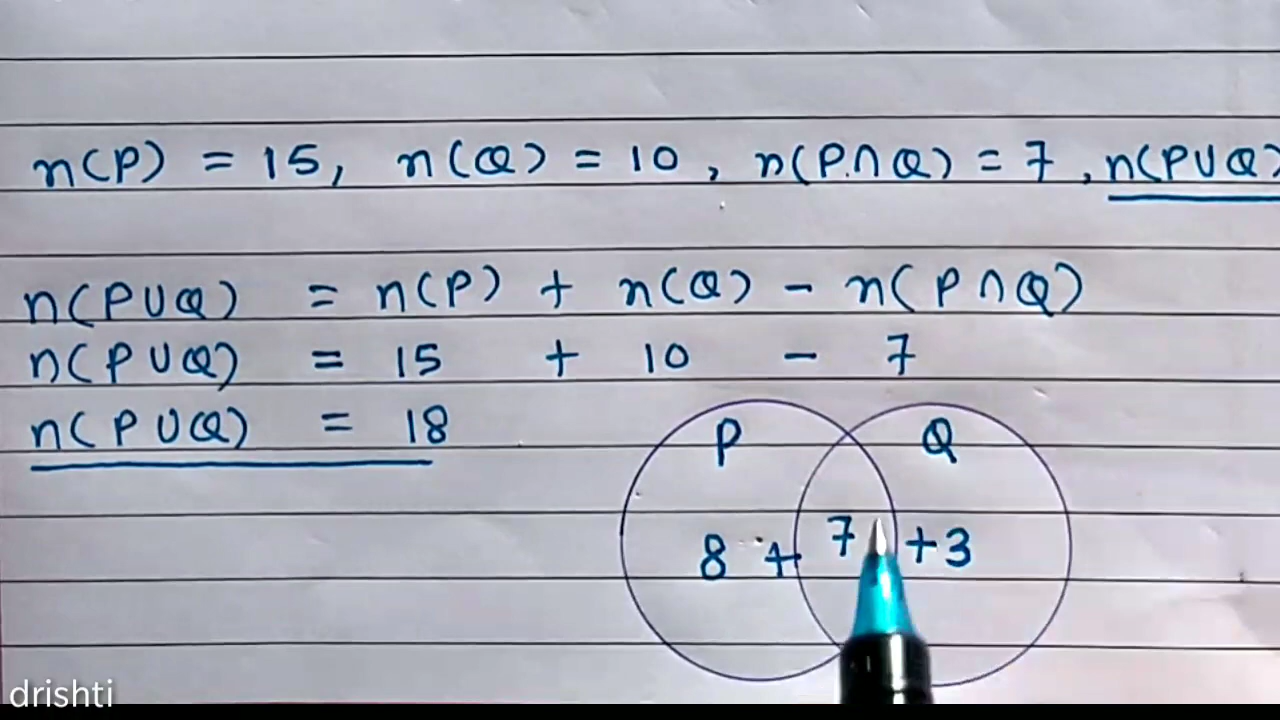 n(P) = 15, n(Q) = 10, n(P∩Q) = 7, n(P∪Q)
n(P∪Q) = n(P) + n(Q) - n(P∩Q)
n(P∪Q) = 15 + 10 - 7
n(P∪Q) = 18
P Q
8 + 7 +3
drishti